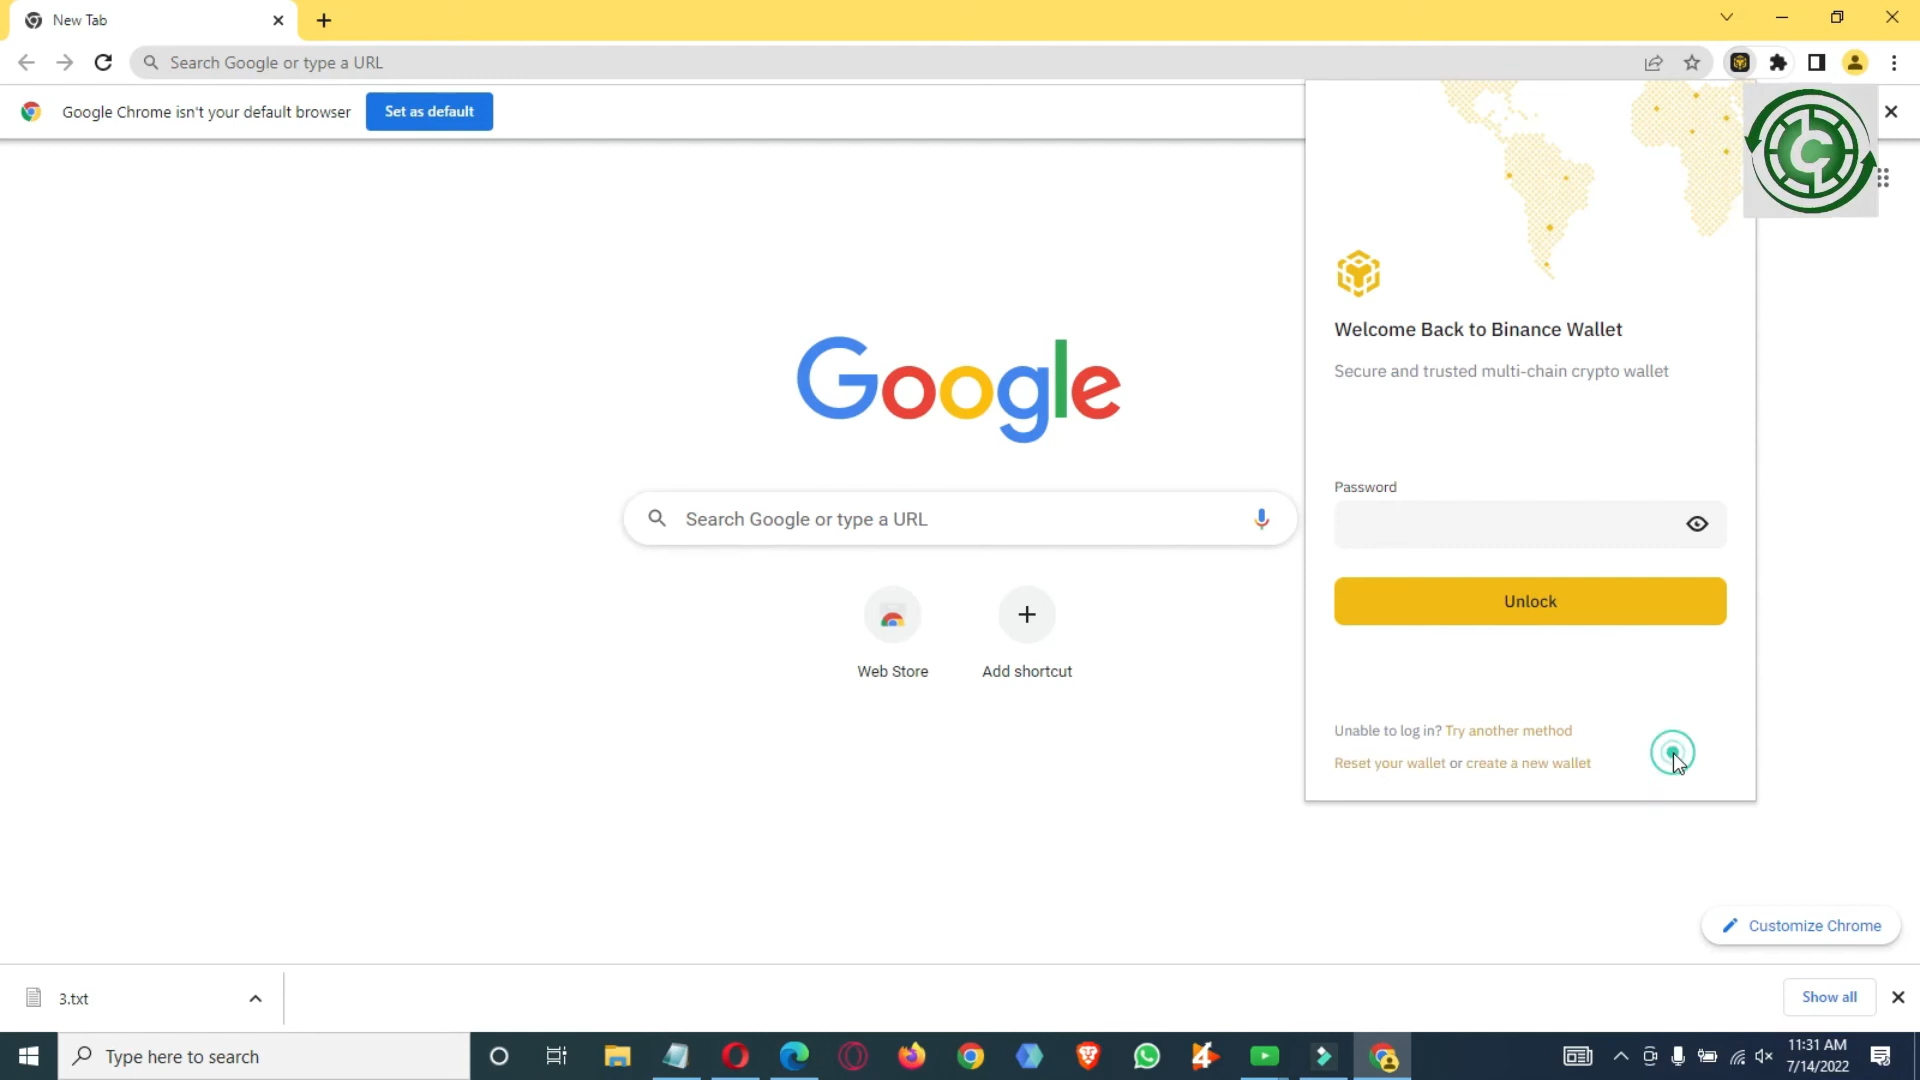 New Tab
Search Google or type a URL
Google Chrome isn't your default browser
Set as default
Welcome Back to Binance Wallet
Secure and trusted multi-chain crypto wallet
Google
Password
Search Google or type a URL
Unlock
Web Store
Add shortcut
Unable to log in? Try another method
Reset your wallet or create a new wallet
Customize Chrome
3.txt
Show all
Type here to search
11:31 AM
7/14/2022